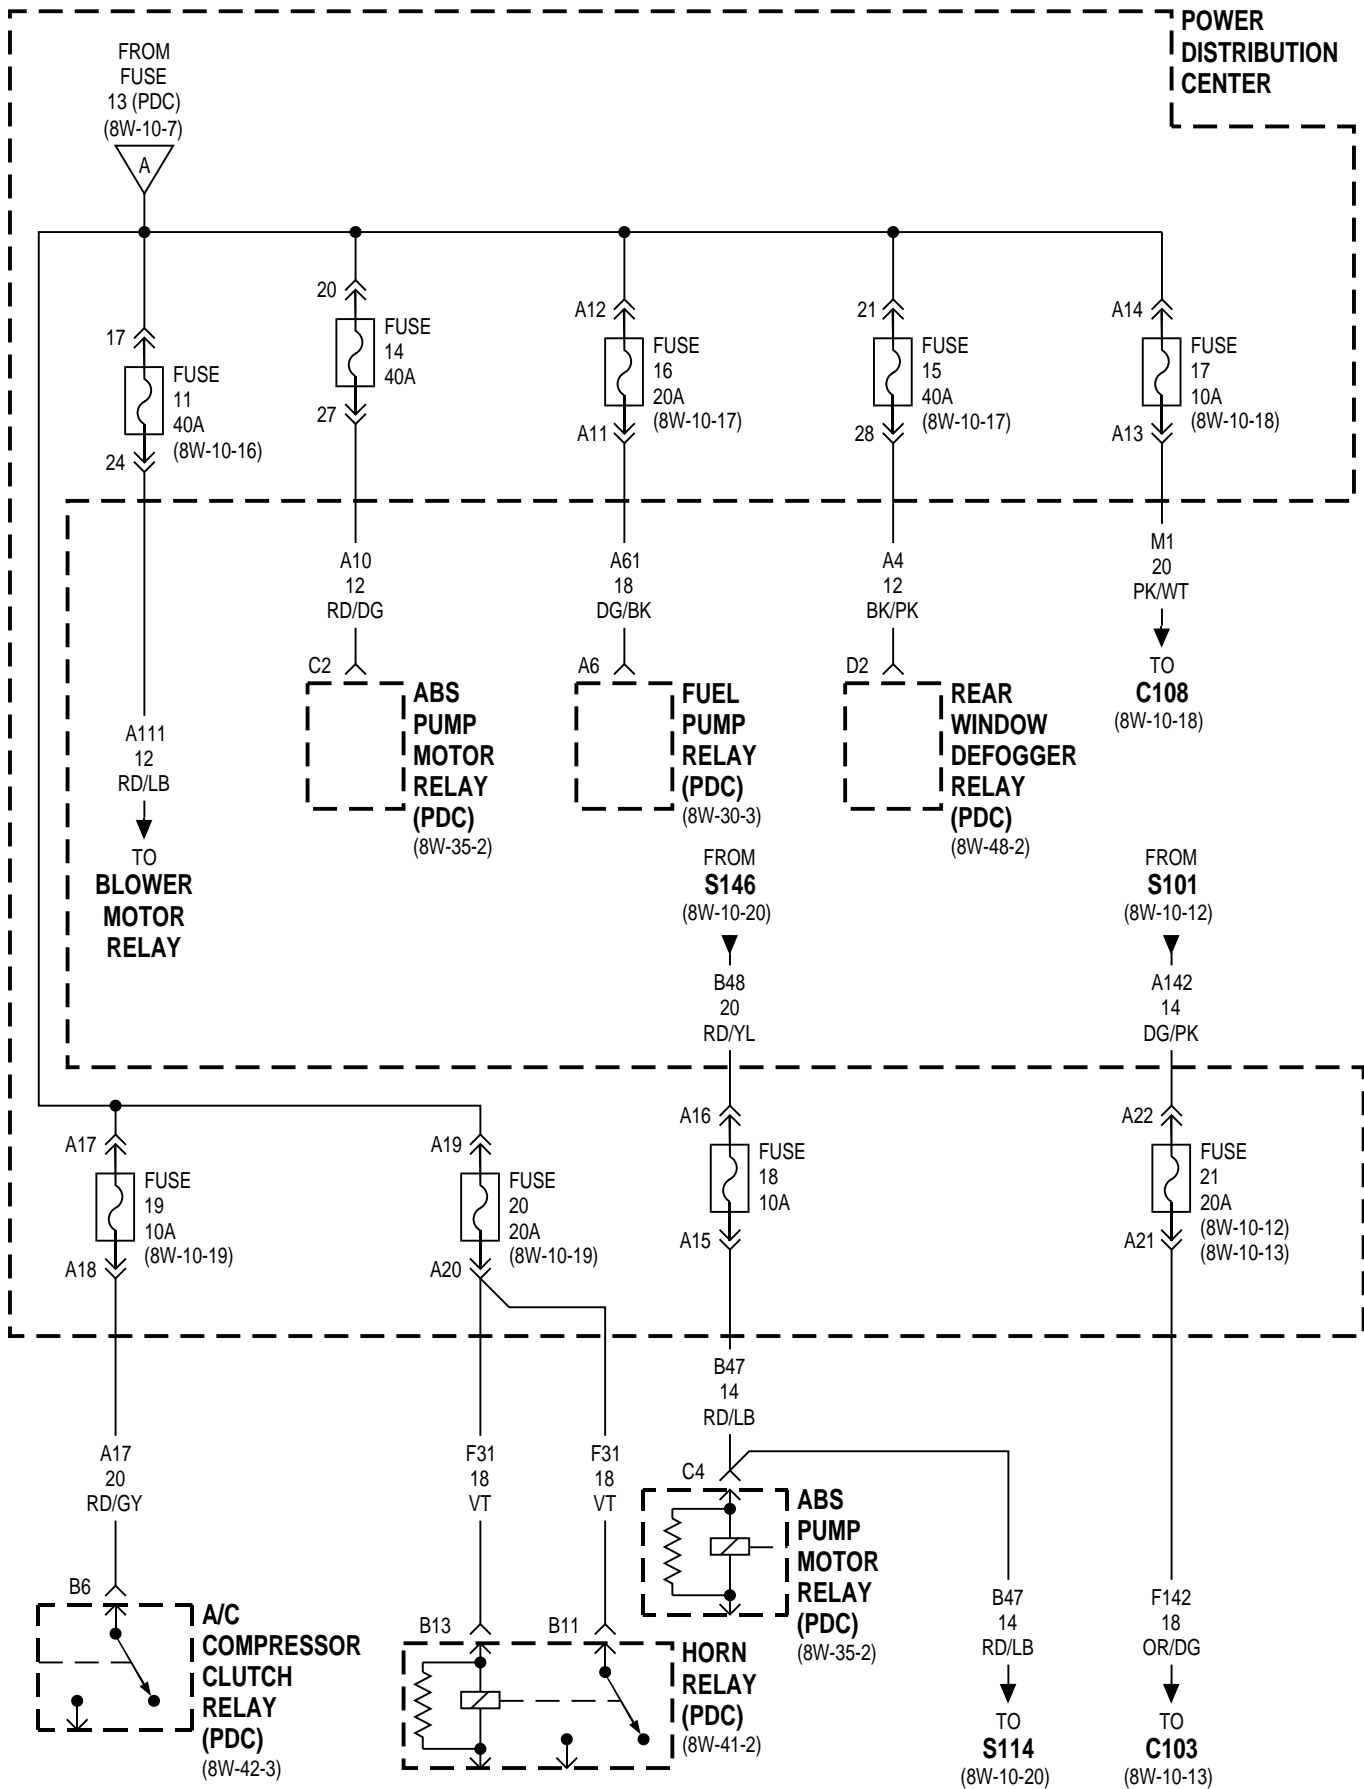 POWER
DISTRIBUTION
CENTER
FROM
FUSE
13 (PDC)
(8W-10-7)
A
17
FUSE
11
40A
(8W-10-16)
24
20
FUSE
14
40A
27
A12
FUSE
16
20A
(8W-10-17)
A11
21
FUSE
15
40A
(8W-10-17)
28
A14
FUSE
17
10A
(8W-10-18)
A13
A111
12
RD/LB
TO
BLOWER
MOTOR
RELAY
A10
12
RD/DG
C2
ABS
PUMP
MOTOR
RELAY
(PDC)
(8W-35-2)
A61
18
DG/BK
A6
FUEL
PUMP
RELAY
(PDC)
(8W-30-3)
A4
12
BK/PK
D2
REAR
WINDOW
DEFOGGER
RELAY
(PDC)
(8W-48-2)
M1
20
PK/WT
TO
C108
(8W-10-18)
FROM
S146
(8W-10-20)
B48
20
RD/YL
FROM
S101
(8W-10-12)
A142
14
DG/PK
A17
FUSE
19
10A
(8W-10-19)
A18
A19
FUSE
20
20A
(8W-10-19)
A20
A16
FUSE
18
10A
A15
A22
FUSE
21
20A
(8W-10-12)
(8W-10-13)
A21
A17
20
RD/GY
B6
A/C
COMPRESSOR
CLUTCH
RELAY
(PDC)
(8W-42-3)
F31
18
VT
B13
F31
18
VT
B11
HORN
RELAY
(PDC)
(8W-41-2)
B47
14
RD/LB
C4
ABS
PUMP
MOTOR
RELAY
(PDC)
(8W-35-2)
B47
14
RD/LB
TO
S114
(8W-10-20)
F142
18
OR/DG
TO
C103
(8W-10-13)